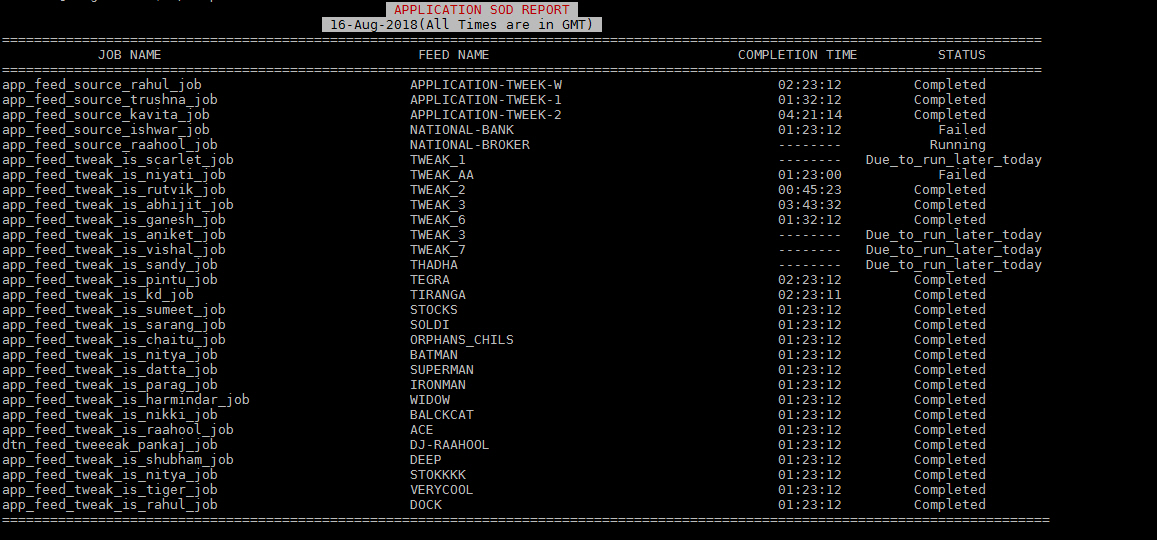 APPLICATION SOD REPORT
16-Aug-2018(All Times are in GMT)
==================================================================================================================================
JOB NAME FEED NAME COMPLETION TIME STATUS
==================================================================================================================================
app_feed_source_rahul_job APPLICATION-TWEEK-W 02:23:12 Completed
app_feed_source_trushna_job APPLICATION-TWEEK-1 01:32:12 Completed
app_feed_source_kavita_job APPLICATION-TWEEK-2 04:21:14 Completed
app_feed_source_ishwar_job NATIONAL-BANK 01:23:12 Failed
app_feed_source_raahool_job NATIONAL-BROKER -------- Running
app_feed_tweak_is_scarlet_job TWEAK_1 -------- Due_to_run_later_today
app_feed_tweak_is_niyati_job TWEAK_AA 01:23:00 Failed
app_feed_tweak_is_rutvik_job TWEAK_2 00:45:23 Completed
app_feed_tweak_is_abhijit_job TWEAK_3 03:43:32 Completed
app_feed_tweak_is_ganesh_job TWEAK_6 01:32:12 Completed
app_feed_tweak_is_aniket_job TWEAK_3 -------- Due_to_run_later_today
app_feed_tweak_is_vishal_job TWEAK_7 -------- Due_to_run_later_today
app_feed_tweak_is_sandy_job THADHA -------- Due_to_run_later_today
app_feed_tweak_is_pintu_job TEGRA 02:23:12 Completed
app_feed_tweak_is_kd_job TIRANGA 02:23:11 Completed
app_feed_tweak_is_sumeet_job STOCKS 01:23:12 Completed
app_feed_tweak_is_sarang_job SOLDI 01:23:12 Completed
app_feed_tweak_is_chaitu_job ORPHANS_CHILS 01:23:12 Completed
app_feed_tweak_is_nitya_job BATMAN 01:23:12 Completed
app_feed_tweak_is_datta_job SUPERMAN 01:23:12 Completed
app_feed_tweak_is_parag_job IRONMAN 01:23:12 Completed
app_feed_tweak_is_harmindar_job WIDOW 01:23:12 Completed
app_feed_tweak_is_nikki_job BALCKCAT 01:23:12 Completed
app_feed_tweak_is_raahool_job ACE 01:23:12 Completed
dtn_feed_tweeeak_pankaj_job DJ-RAAHOOL 01:23:12 Completed
app_feed_tweak_is_shubham_job DEEP 01:23:12 Completed
app_feed_tweak_is_nitya_job STOKKKK 01:23:12 Completed
app_feed_tweak_is_tiger_job VERYCOOL 01:23:12 Completed
app_feed_tweak_is_rahul_job DOCK 01:23:12 Completed
===================================================================================================================================